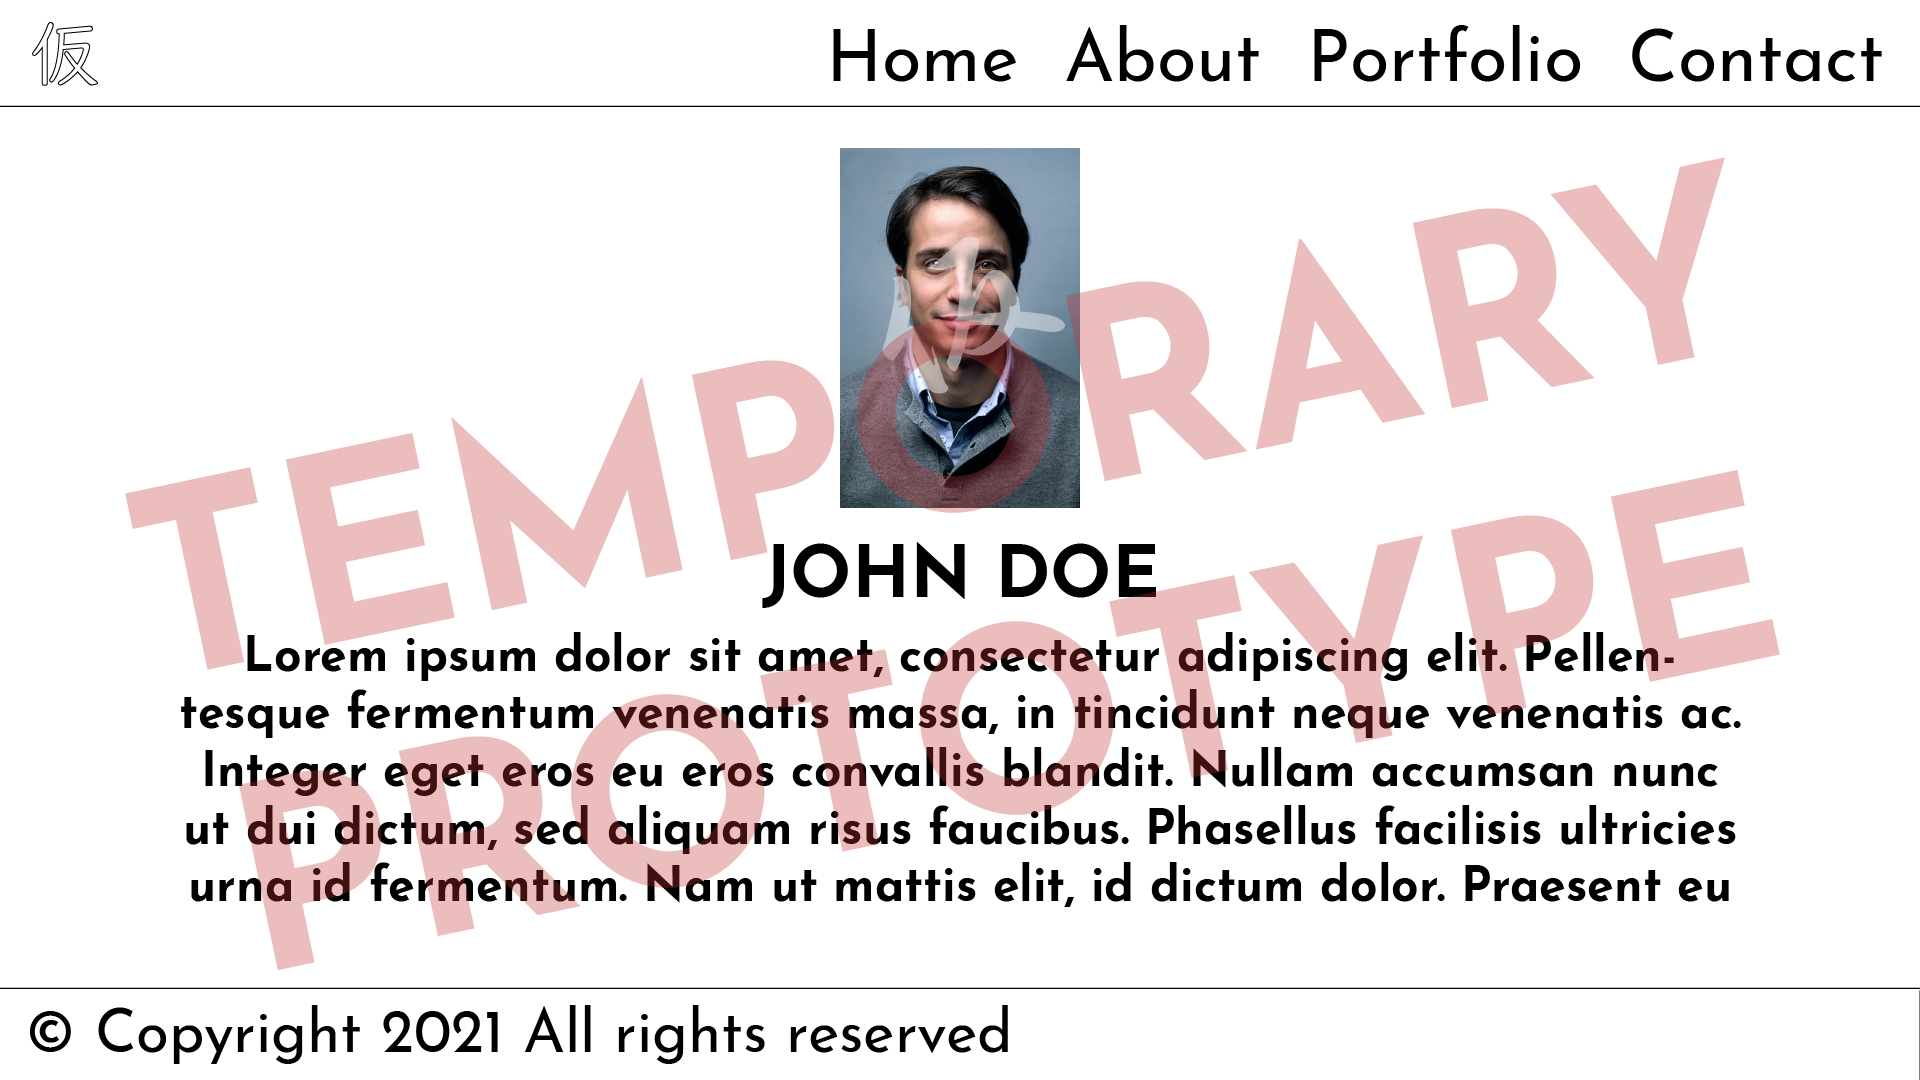 仮
Home About Portfolio Contact
TEMPORARY
PROTOTYPE
JOHN DOE
Lorem ipsum dolor sit amet, consectetur adipiscing elit. Pellen-
tesque fermentum venenatis massa, in tincidunt neque venenatis ac.
Integer eget eros eu eros convallis blandit. Nullam accumsan nunc
ut dui dictum, sed aliquam risus faucibus. Phasellus facilisis ultricies
urna id fermentum. Nam ut mattis elit, id dictum dolor. Praesent eu
© Copyright 2021 All rights reserved